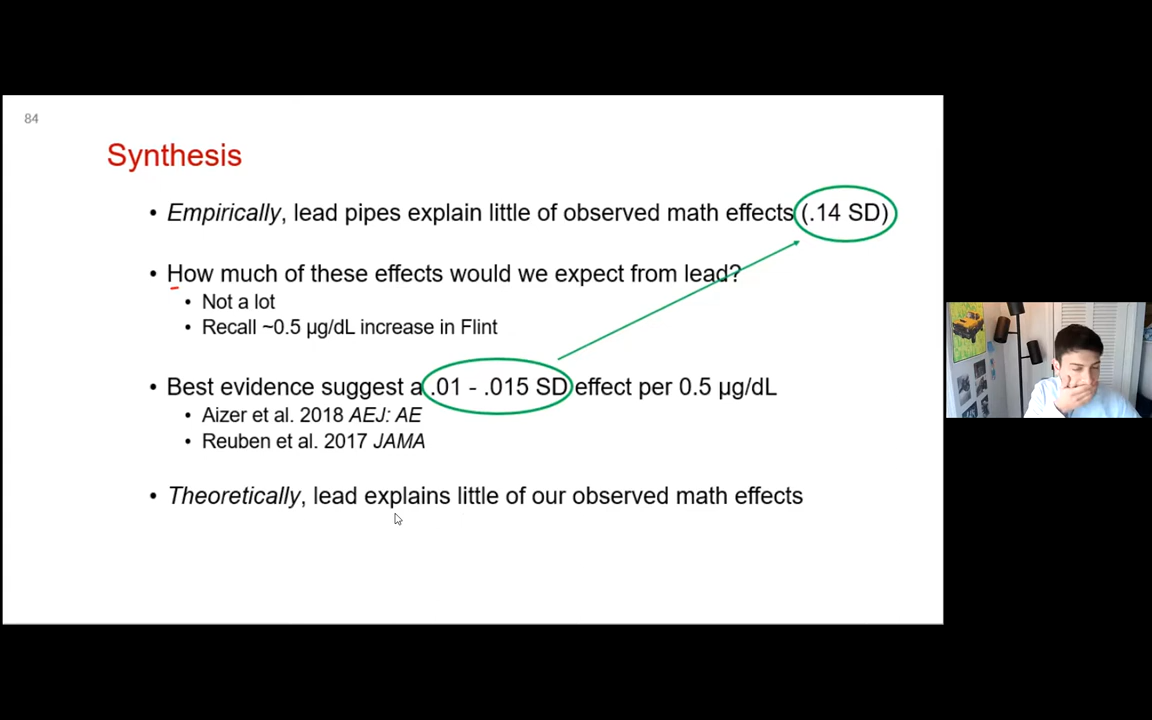 84
Synthesis
• Empirically, lead pipes explain little of observed math effects (.14 SD)
• How much of these effects would we expect from lead?
• Not a lot
• Recall ~0.5 µg/dL increase in Flint
• Best evidence suggest a .01 - .015 SD effect per 0.5 µg/dL
• Aizer et al. 2018 AEJ: AE
• Reuben et al. 2017 JAMA
• Theoretically, lead explains little of our observed math effects